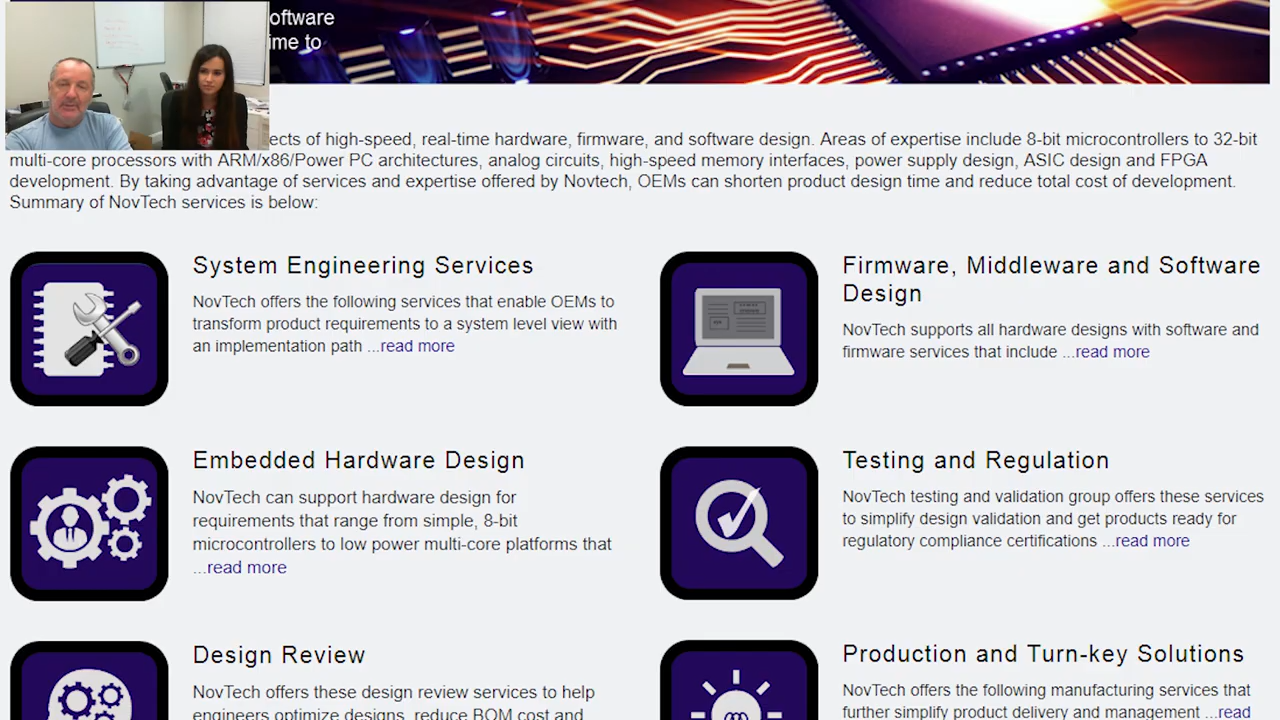 oftware
ime to
ects of high-speed, real-time hardware, firmware, and software design. Areas of expertise include 8-bit microcontrollers to 32-bit
multi-core processors with ARM/x86/Power PC architectures, analog circuits, high-speed memory interfaces, power supply design, ASIC design and FPGA
development. By taking advantage of services and expertise offered by Novtech, OEMs can shorten product design time and reduce total cost of development.
Summary of NovTech services is below:
System Engineering Services
NovTech offers the following services that enable OEMs to
transform product requirements to a system level view with
an implementation path ...read more
Firmware, Middleware and Software
Design
NovTech supports all hardware designs with software and
firmware services that include ...read more
Embedded Hardware Design
NovTech can support hardware design for
requirements that range from simple, 8-bit
microcontrollers to low power multi-core platforms that
...read more
Testing and Regulation
NovTech testing and validation group offers these services
to simplify design validation and get products ready for
regulatory compliance certifications ...read more
Design Review
NovTech offers these design review services to help
engineers optimize designs, reduce BOM cost and
Production and Turn-key Solutions
NovTech offers the following manufacturing services that
further simplify product delivery and management ...read